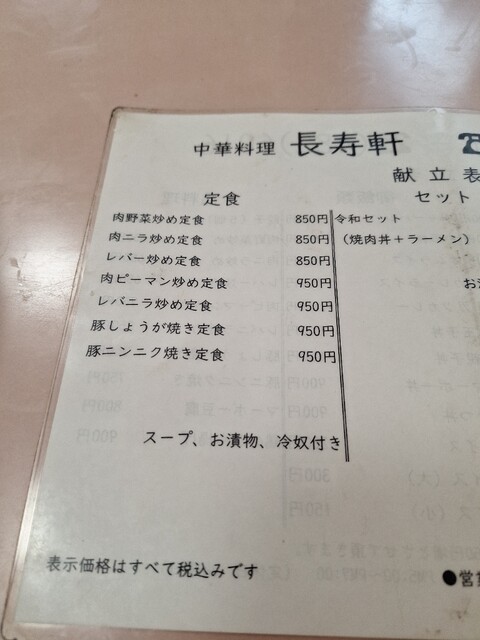 中華料理 長寿軒
献立表
定食
セット
肉野菜炒め定食 850円
令和セット
肉ニラ炒め定食 850円
(焼肉丼+ラーメン)
レバー炒め定食 850円
肉ピーマン炒め定食 950円
レバニラ炒め定食 950円
豚しょうが焼き定食 950円
豚ニンニク焼き定食 950円
スープ、お漬物、冷奴付き
表示価格はすべて税込みです
●営業